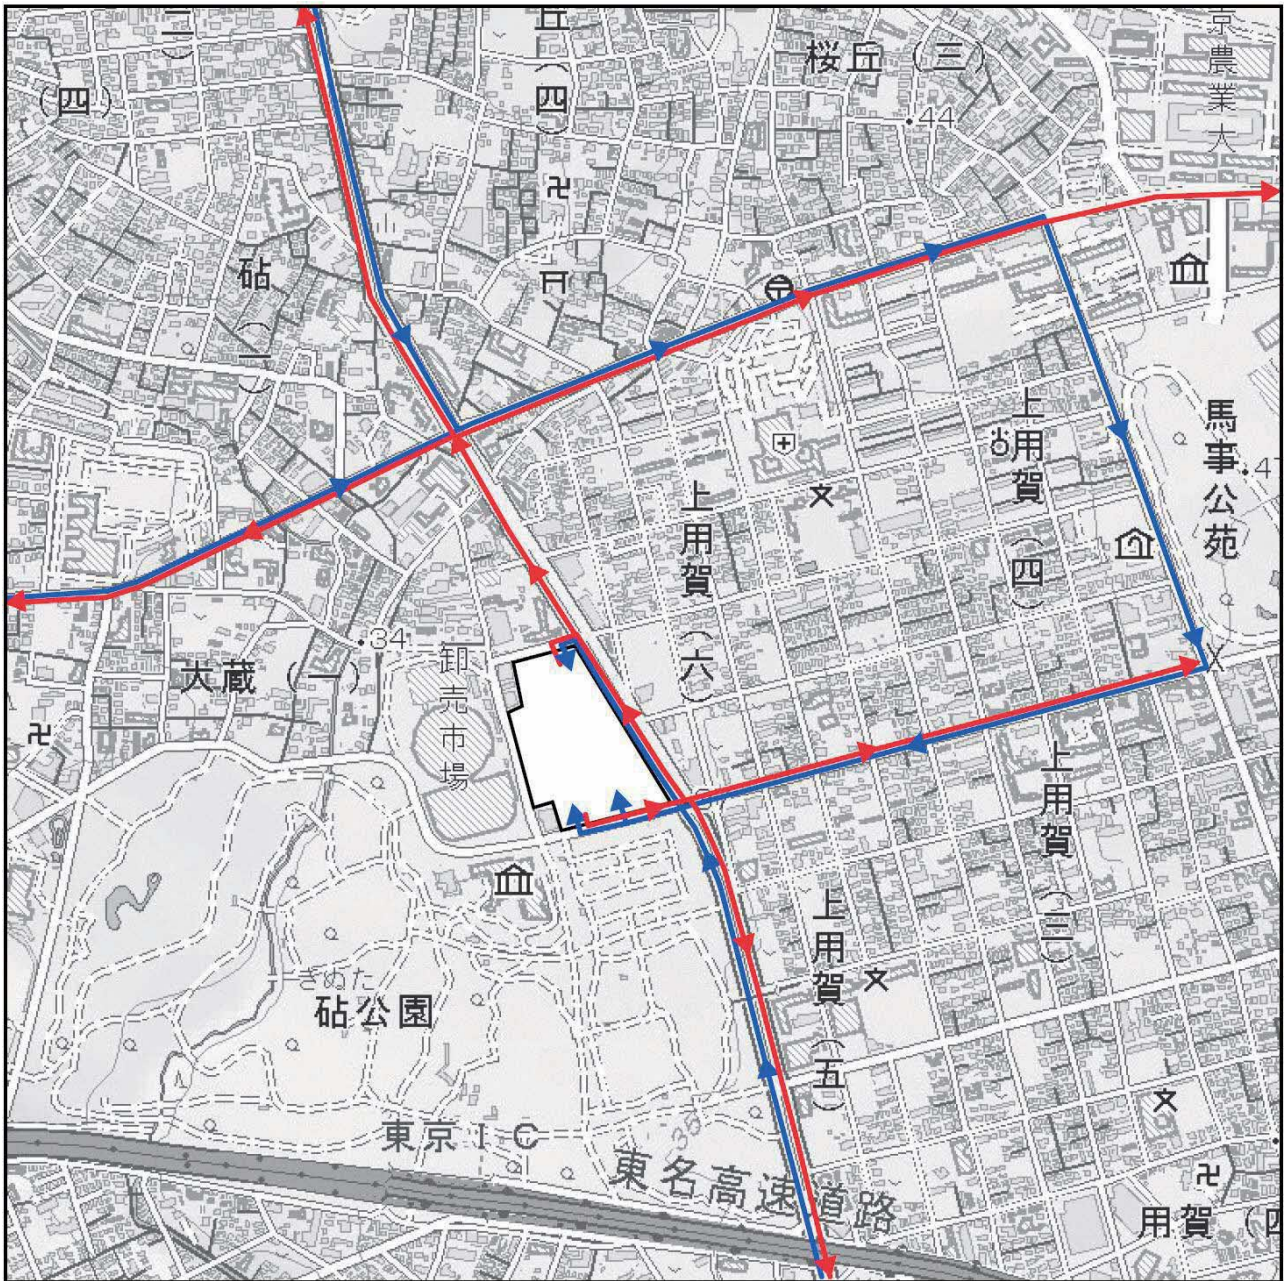 丘(四)
桜丘(三)
京農業大
(四)
.44
砧(一)
上用賀(四)
馬事公苑
上用賀(六)
.34
大蔵(一)
卸売市場
上用賀(三)
上用賀(五)
きぬた
砧公園
東京IC
35
東名高速道路
用賀